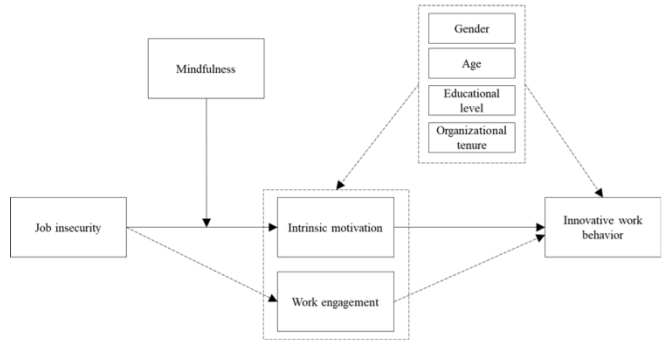 Gender
Mindfulness
Age
Educational
level
Organizational
tenure
Job insecurity
Intrinsic motivation
Innovative work
behavior
Work engagement